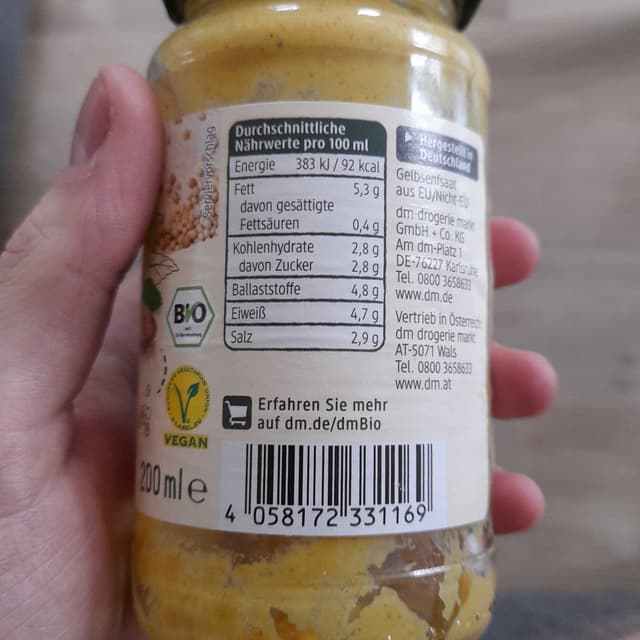 Serviervorschlag
Durchschnittliche
Nährwerte pro 100 ml
Energie 383 kJ / 92 kcal
Fett 5,3 g
davon gesättigte
Fettsäuren 0,4 g
Kohlenhydrate 2,8 g
davon Zucker 2,8 g
Ballaststoffe 4,8 g
Eiweiß 4,7 g
Salz 2,9 g
Hergestellt in
Deutschland
Gelbsenfsaat
aus EU/Nicht-EU
dm-drogerie markt
GmbH + Co. KG
Am dm-Platz 1
DE-76227 Karlsruhe
Tel. 0800 3658633
www.dm.de
Vertrieb in Österreich
dm drogerie markt
AT-5071 Wals
Tel. 0800 3658633
www.dm.at
BIO
VEGAN
Erfahren Sie mehr
auf dm.de/dmBio
200 ml e
4 058172 331169